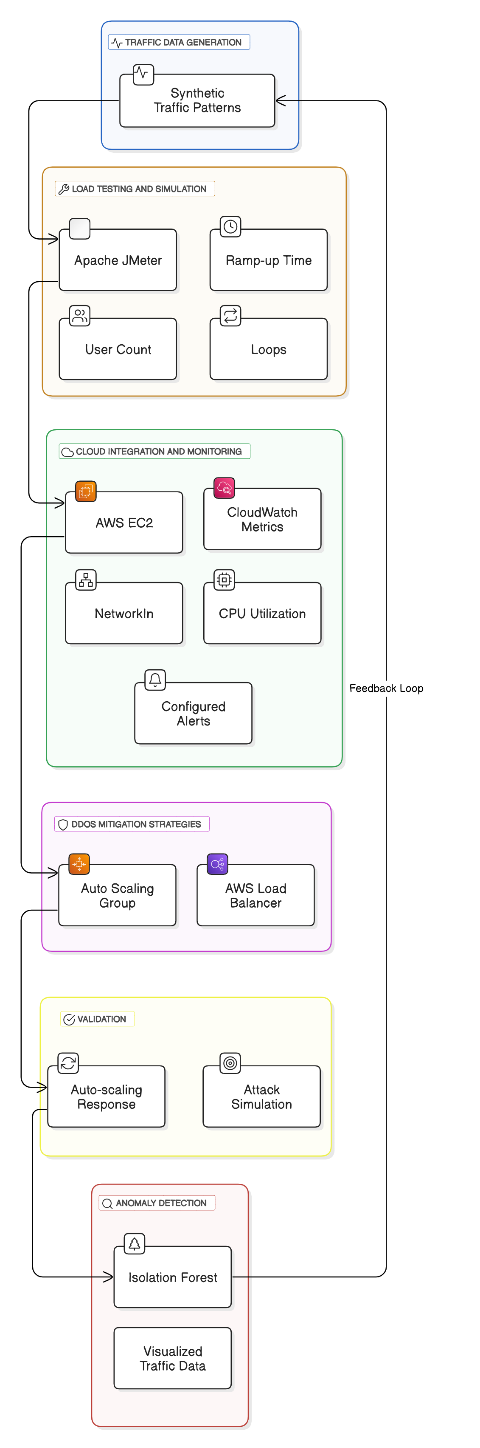 TRAFFIC DATA GENERATION
Synthetic
Traffic Patterns
LOAD TESTING AND SIMULATION
Apache JMeter
Ramp-up Time
User Count
Loops
CLOUD INTEGRATION AND MONITORING
AWS EC2
CloudWatch
Metrics
NetworkIn
CPU Utilization
Configured
Alerts
Feedback Loop
DDOS MITIGATION STRATEGIES
Auto Scaling
Group
AWS Load
Balancer
VALIDATION
Auto-scaling
Response
Attack
Simulation
ANOMALY DETECTION
Isolation Forest
Visualized
Traffic Data